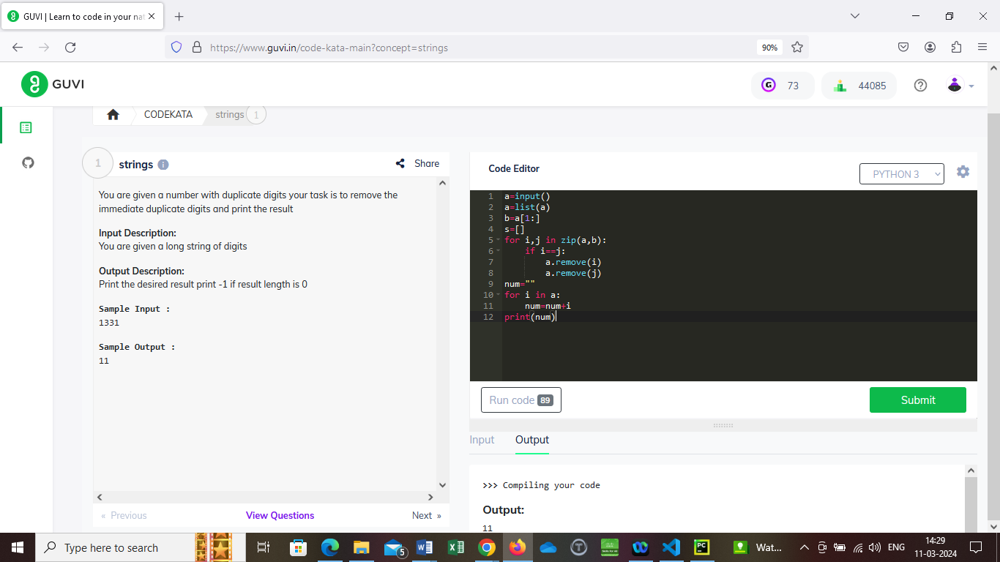 GUVI | Learn to code in your nat
https://www.guvi.in/code-kata-main?concept=strings
90%
GUVI
73
44085
CODEKATA
strings
1
1
strings
Share
You are given a number with duplicate digits your task is to remove the
immediate duplicate digits and print the result
Input Description:
You are given a long string of digits
Output Description:
Print the desired result print -1 if result length is 0
Sample Input :
1331
Sample Output :
11
« Previous
View Questions
Next »
Code Editor
PYTHON 3
1 a=input()
2 a=list(a)
3 b=a[1:]
4 s=[]
5 for i,j in zip(a,b):
6 if i==j:
7 a.remove(i)
8 a.remove(j)
9 num=""
10 for i in a:
11 num=num+i
12 print(num)
Run code 89
Submit
Input
Output
>>> Compiling your code
Output:
11
Type here to search
5
Wat...
ENG
14:29
11-03-2024